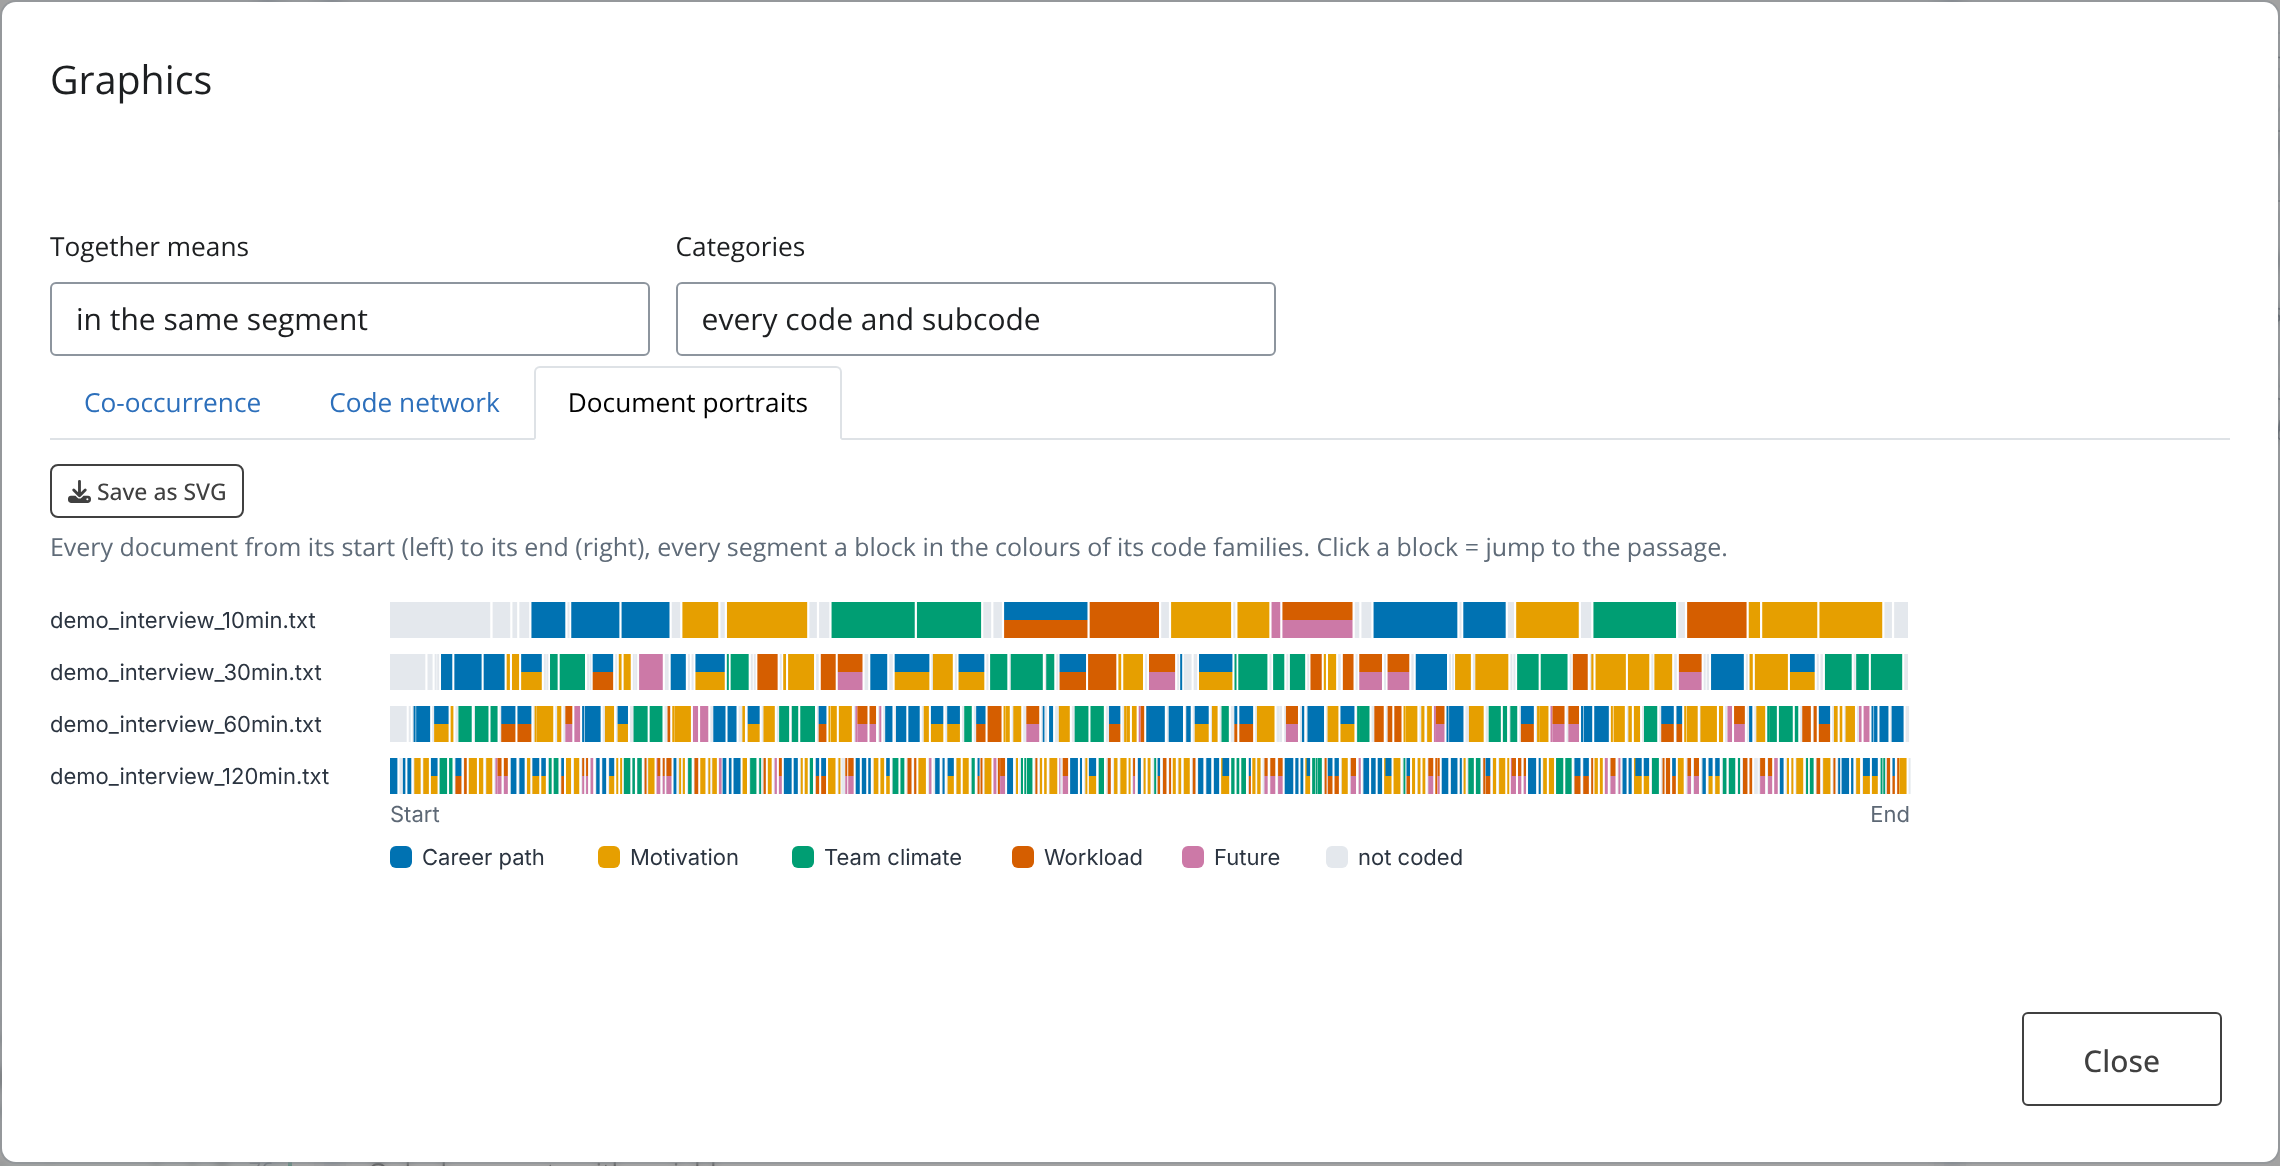 Graphics
Together means
Categories
in the same segment
every code and subcode
Co-occurrence
Code network
Document portraits
Save as SVG
Every document from its start (left) to its end (right), every segment a block in the colours of its code families. Click a block = jump to the passage.
demo_interview_10min.txt
demo_interview_30min.txt
demo_interview_60min.txt
demo_interview_120min.txt
Start
End
Career path
Motivation
Team climate
Workload
Future
not coded
Close